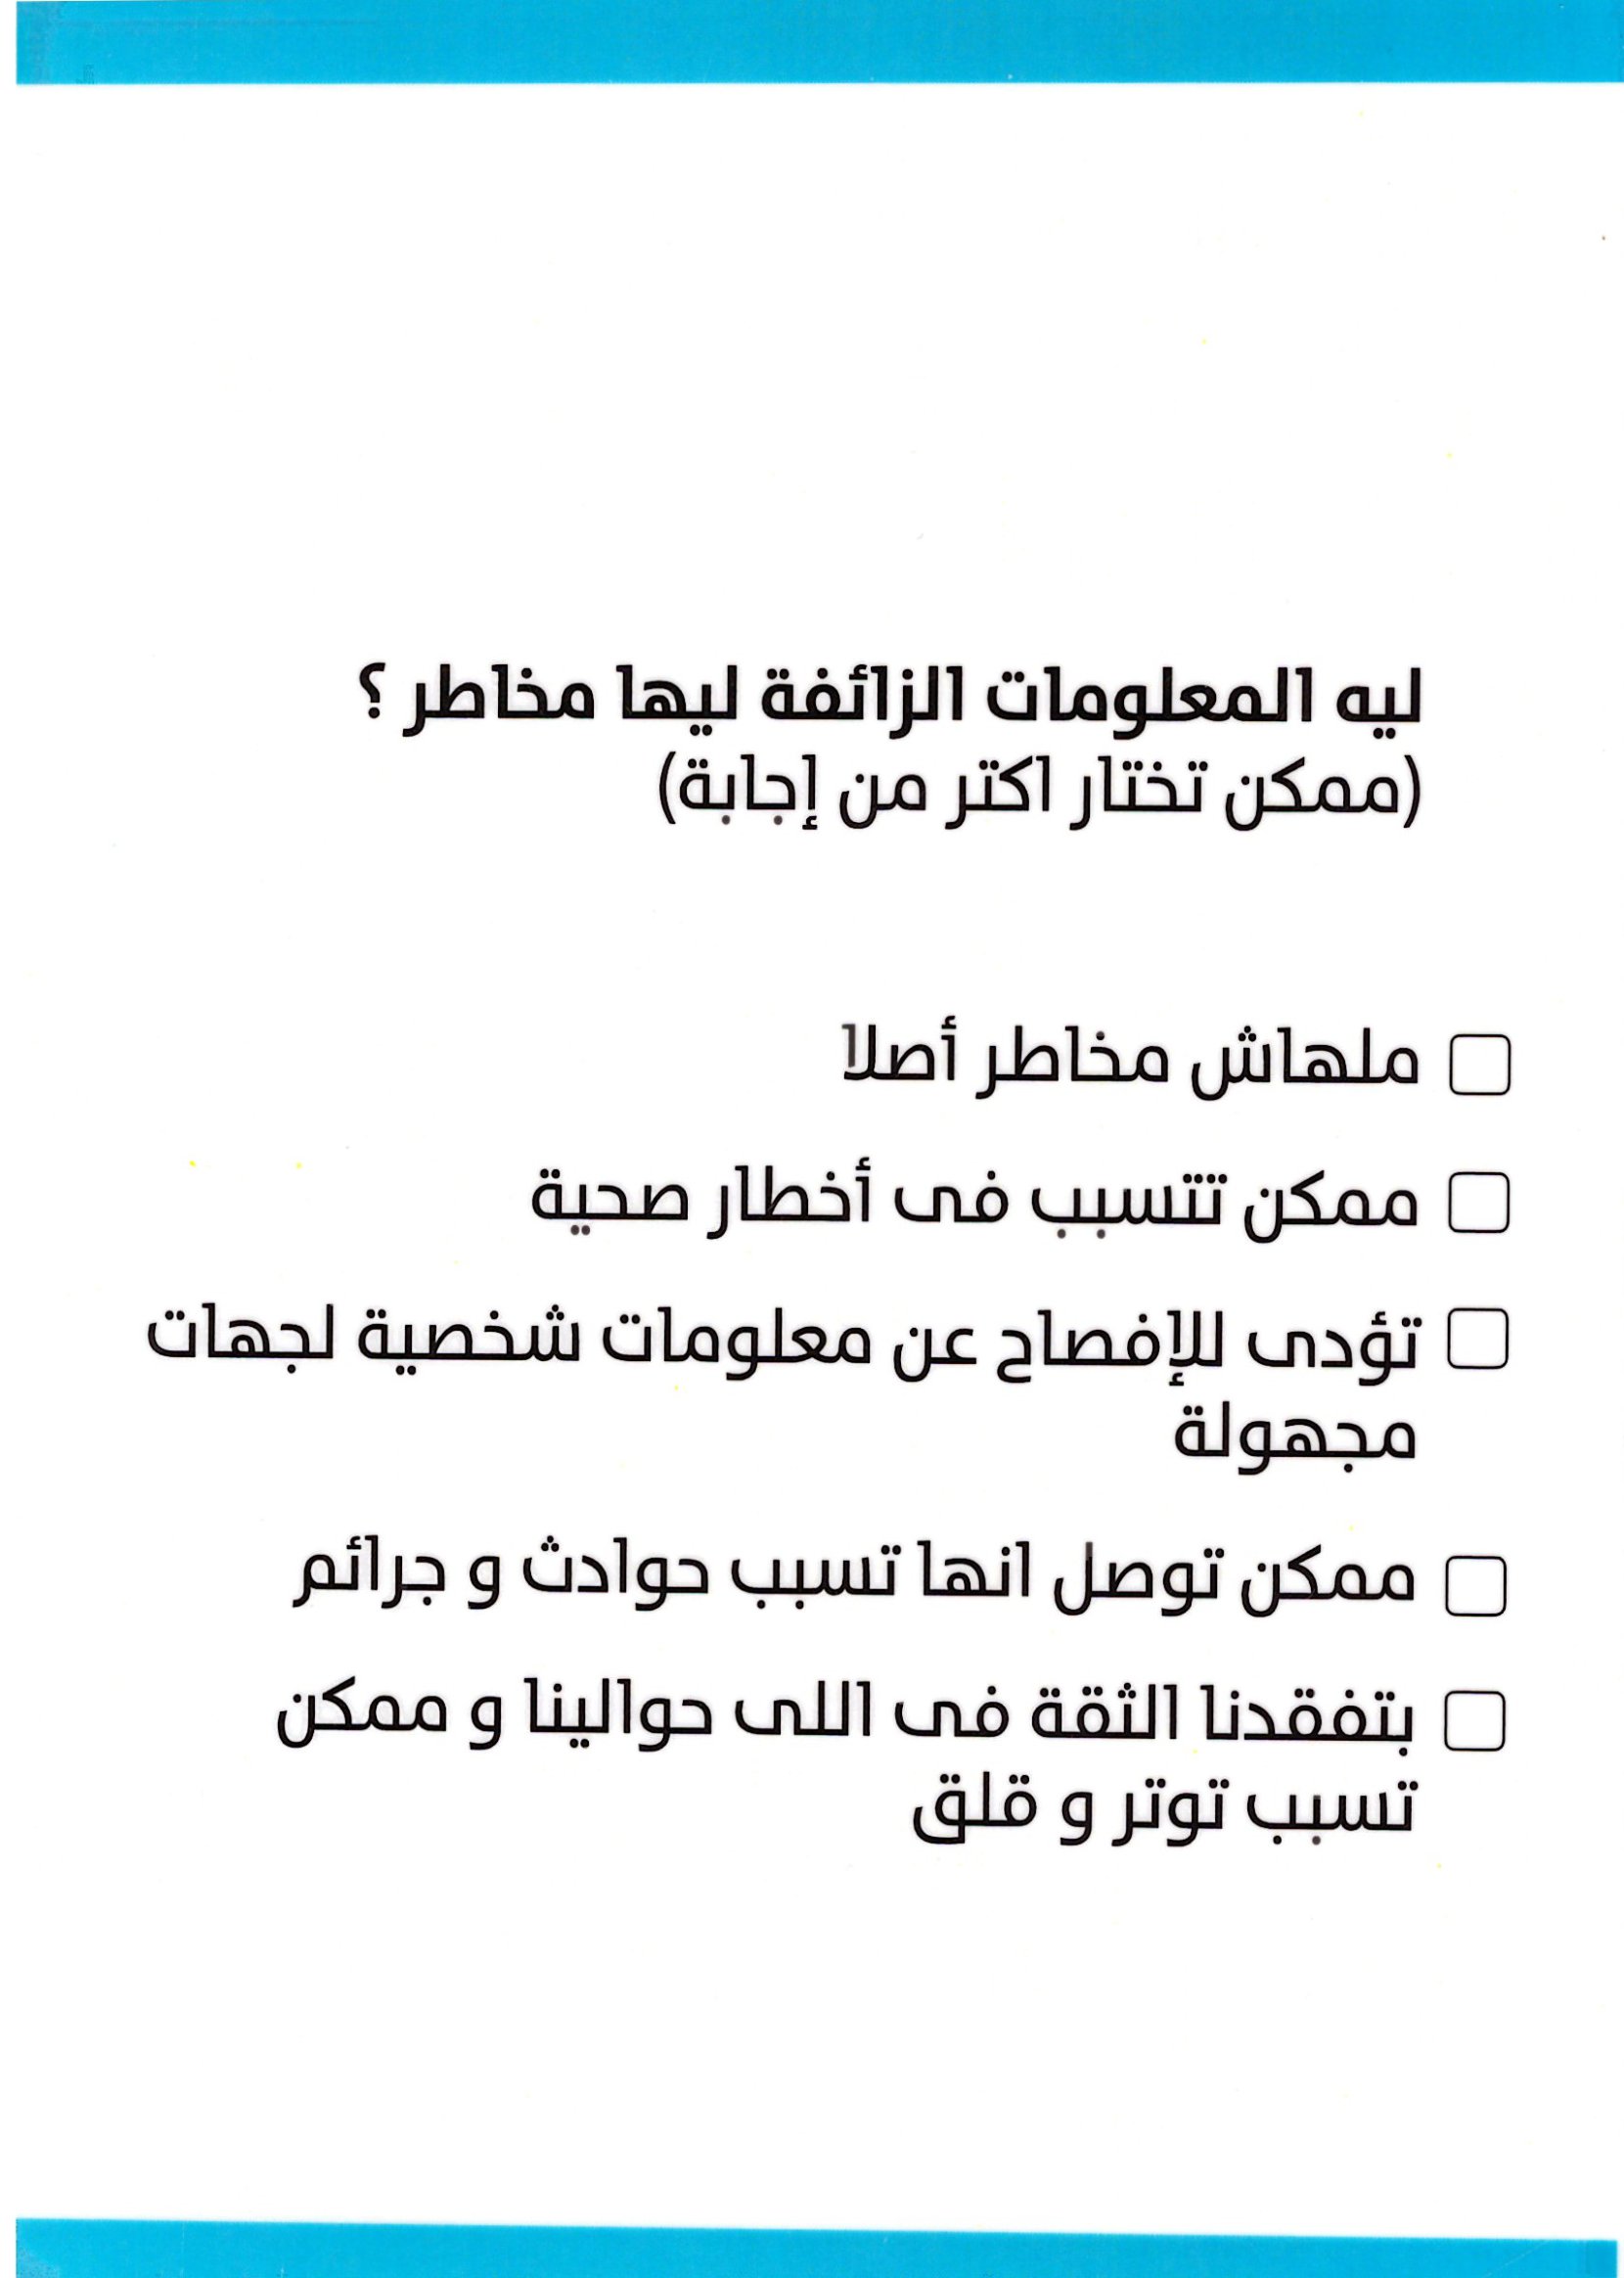 ليه المعلومات الزائفة ليها مخاطر ؟
(ممكن تختار اكتر من إجابة)
ملهاش مخاطر أصلا
ممكن تتسبب فى أخطار صحية
تؤدى للإفصاح عن معلومات شخصية لجهات
مجهولة
ممكن توصل انها تسبب حوادث و جرائم
بتفقدنا الثقة فى اللى حوالينا و ممكن
تسبب توتر و قلق